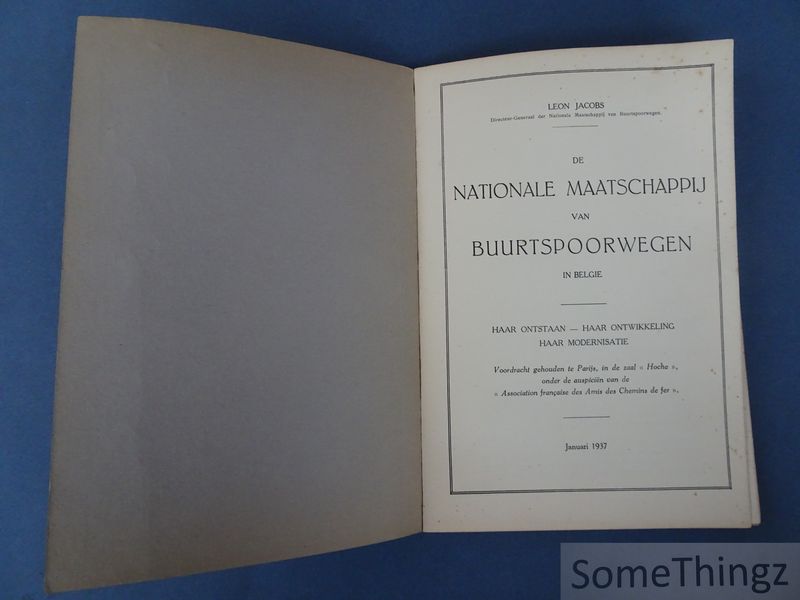 LEON JACOBS
Directeur-Generaal der Nationale Maatschappij van Buurtspoorwegen.
DE
NATIONALE MAATSCHAPPIJ
VAN
BUURTSPOORWEGEN
IN BELGIE
HAAR ONTSTAAN — HAAR ONTWIKKELING
HAAR MODERNISATIE
Voordracht gehouden te Parijs, in de zaal « Hoche »,
onder de auspiciën van de
« Association française des Amis des Chemins de fer ».
Januari 1937
SomeThingz